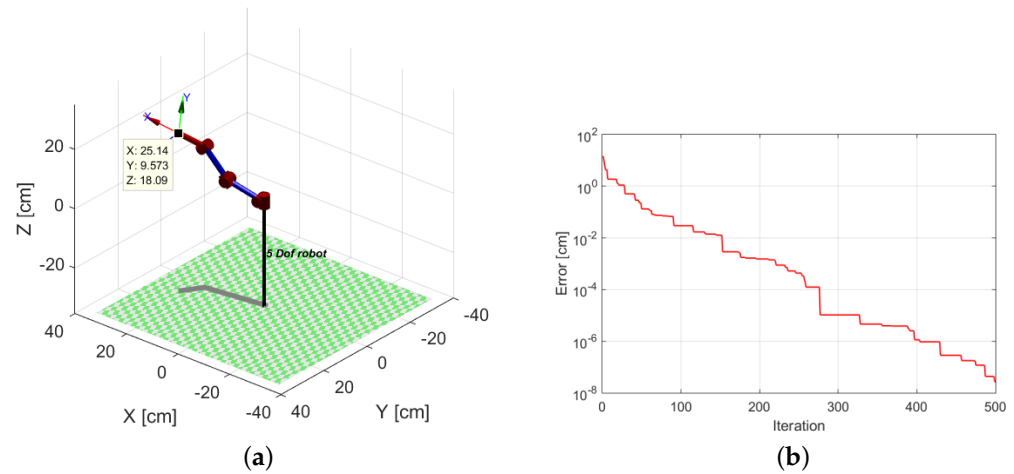 20
0
-20
Z [cm]
X
Y
X: 25.14
Y: 9.573
Z: 18.09
5 Dof robot
40
20
0
-20
-40
X [cm]
40
20
0
-20
-40
Y [cm]
(a)
10^2
10^0
10^-2
10^-4
10^-6
10^-8
Error [cm]
0
100
200
300
400
500
Iteration
(b)